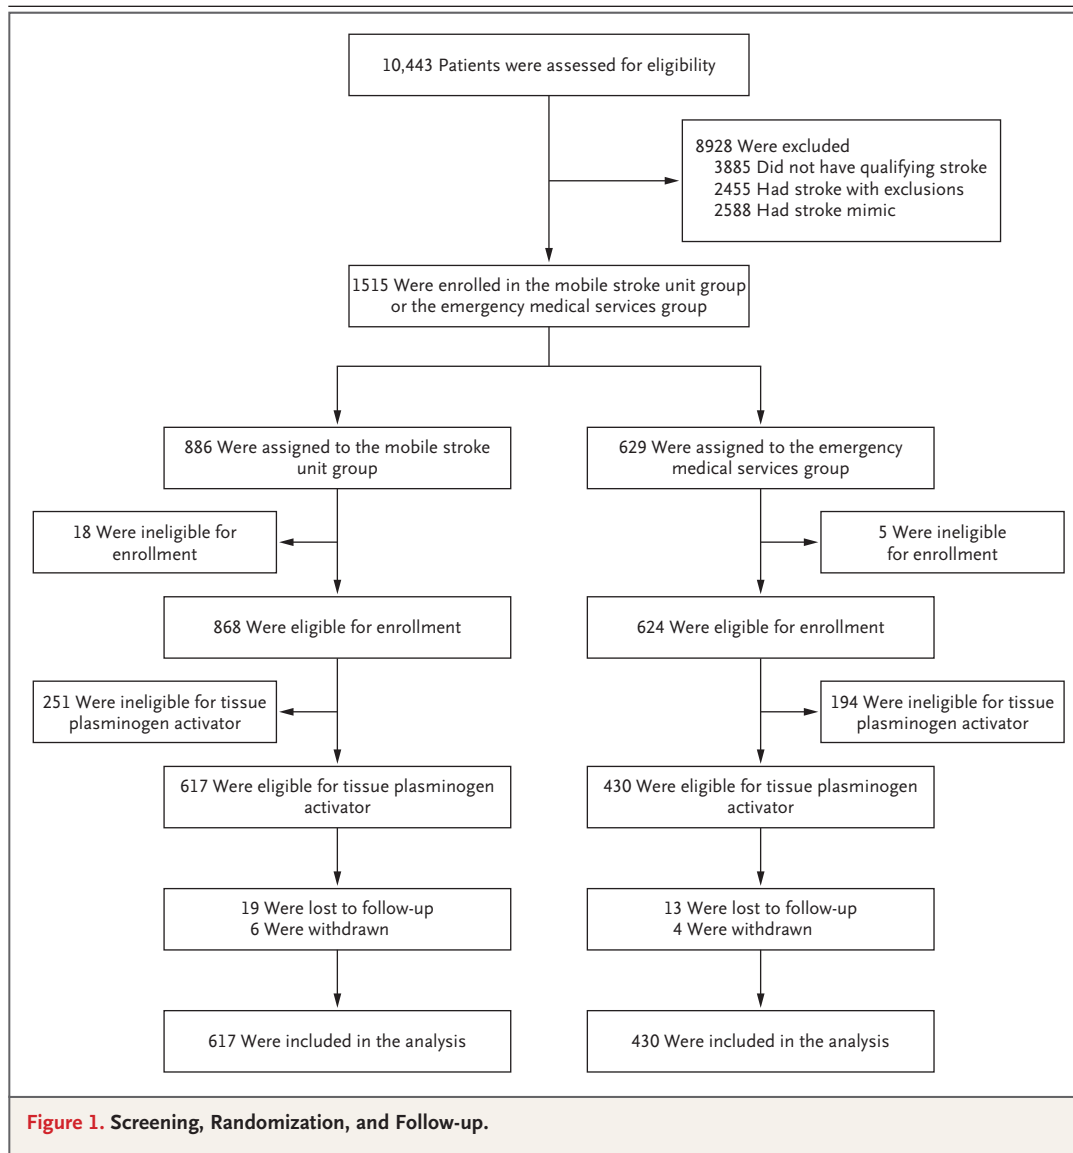 10,443 Patients were assessed for eligibility
8928 Were excluded
3885 Did not have qualifying stroke
2455 Had stroke with exclusions
2588 Had stroke mimic
1515 Were enrolled in the mobile stroke unit group
or the emergency medical services group
886 Were assigned to the mobile stroke
unit group
629 Were assigned to the emergency
medical services group
18 Were ineligible for
enrollment
5 Were ineligible
for enrollment
868 Were eligible for enrollment
624 Were eligible for enrollment
251 Were ineligible for tissue
plasminogen activator
194 Were ineligible for tissue
plasminogen activator
617 Were eligible for tissue plasminogen
activator
430 Were eligible for tissue plasminogen
activator
19 Were lost to follow-up
6 Were withdrawn
13 Were lost to follow-up
4 Were withdrawn
617 Were included in the analysis
430 Were included in the analysis
Figure 1. Screening, Randomization, and Follow-up.